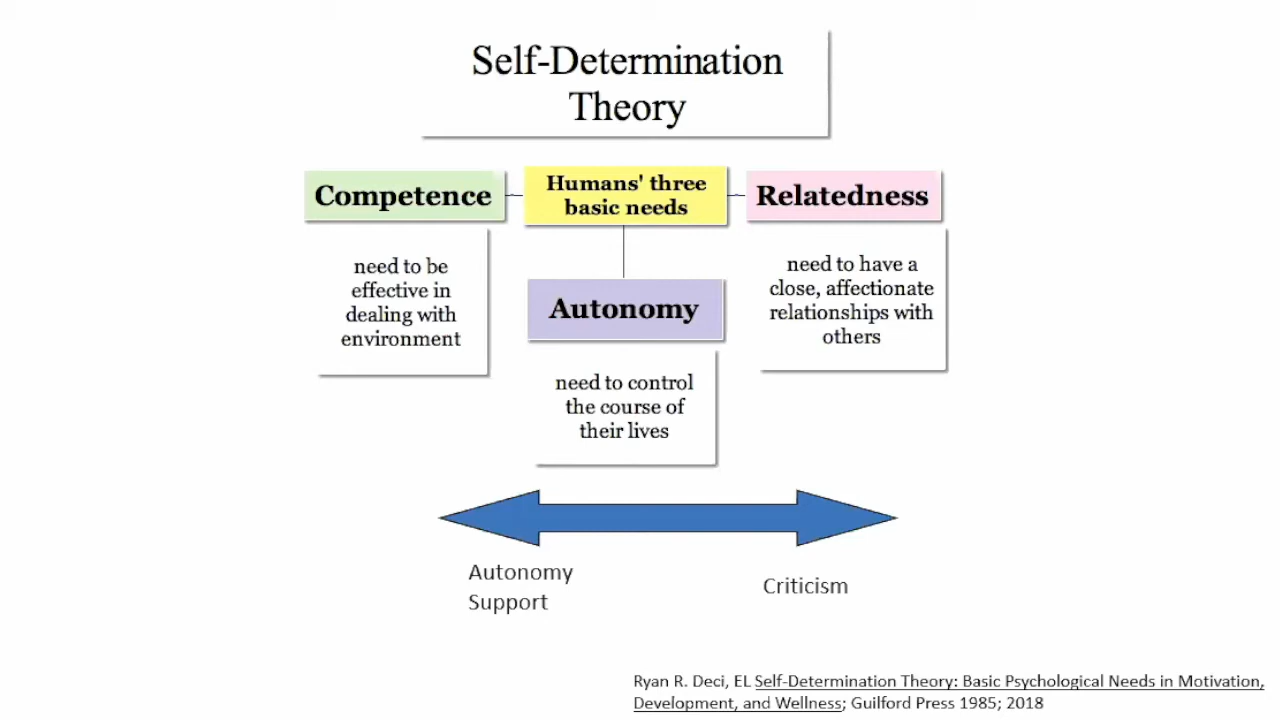 Self-Determination
Theory
Competence
Humans' three
basic needs
Relatedness
need to be
effective in
dealing with
environment
Autonomy
need to control
the course of
their lives
need to have a
close, affectionate
relationships with
others
Autonomy
Support
Criticism
Ryan R. Deci, EL Self-Determination Theory: Basic Psychological Needs in Motivation,
Development, and Wellness; Guilford Press 1985; 2018